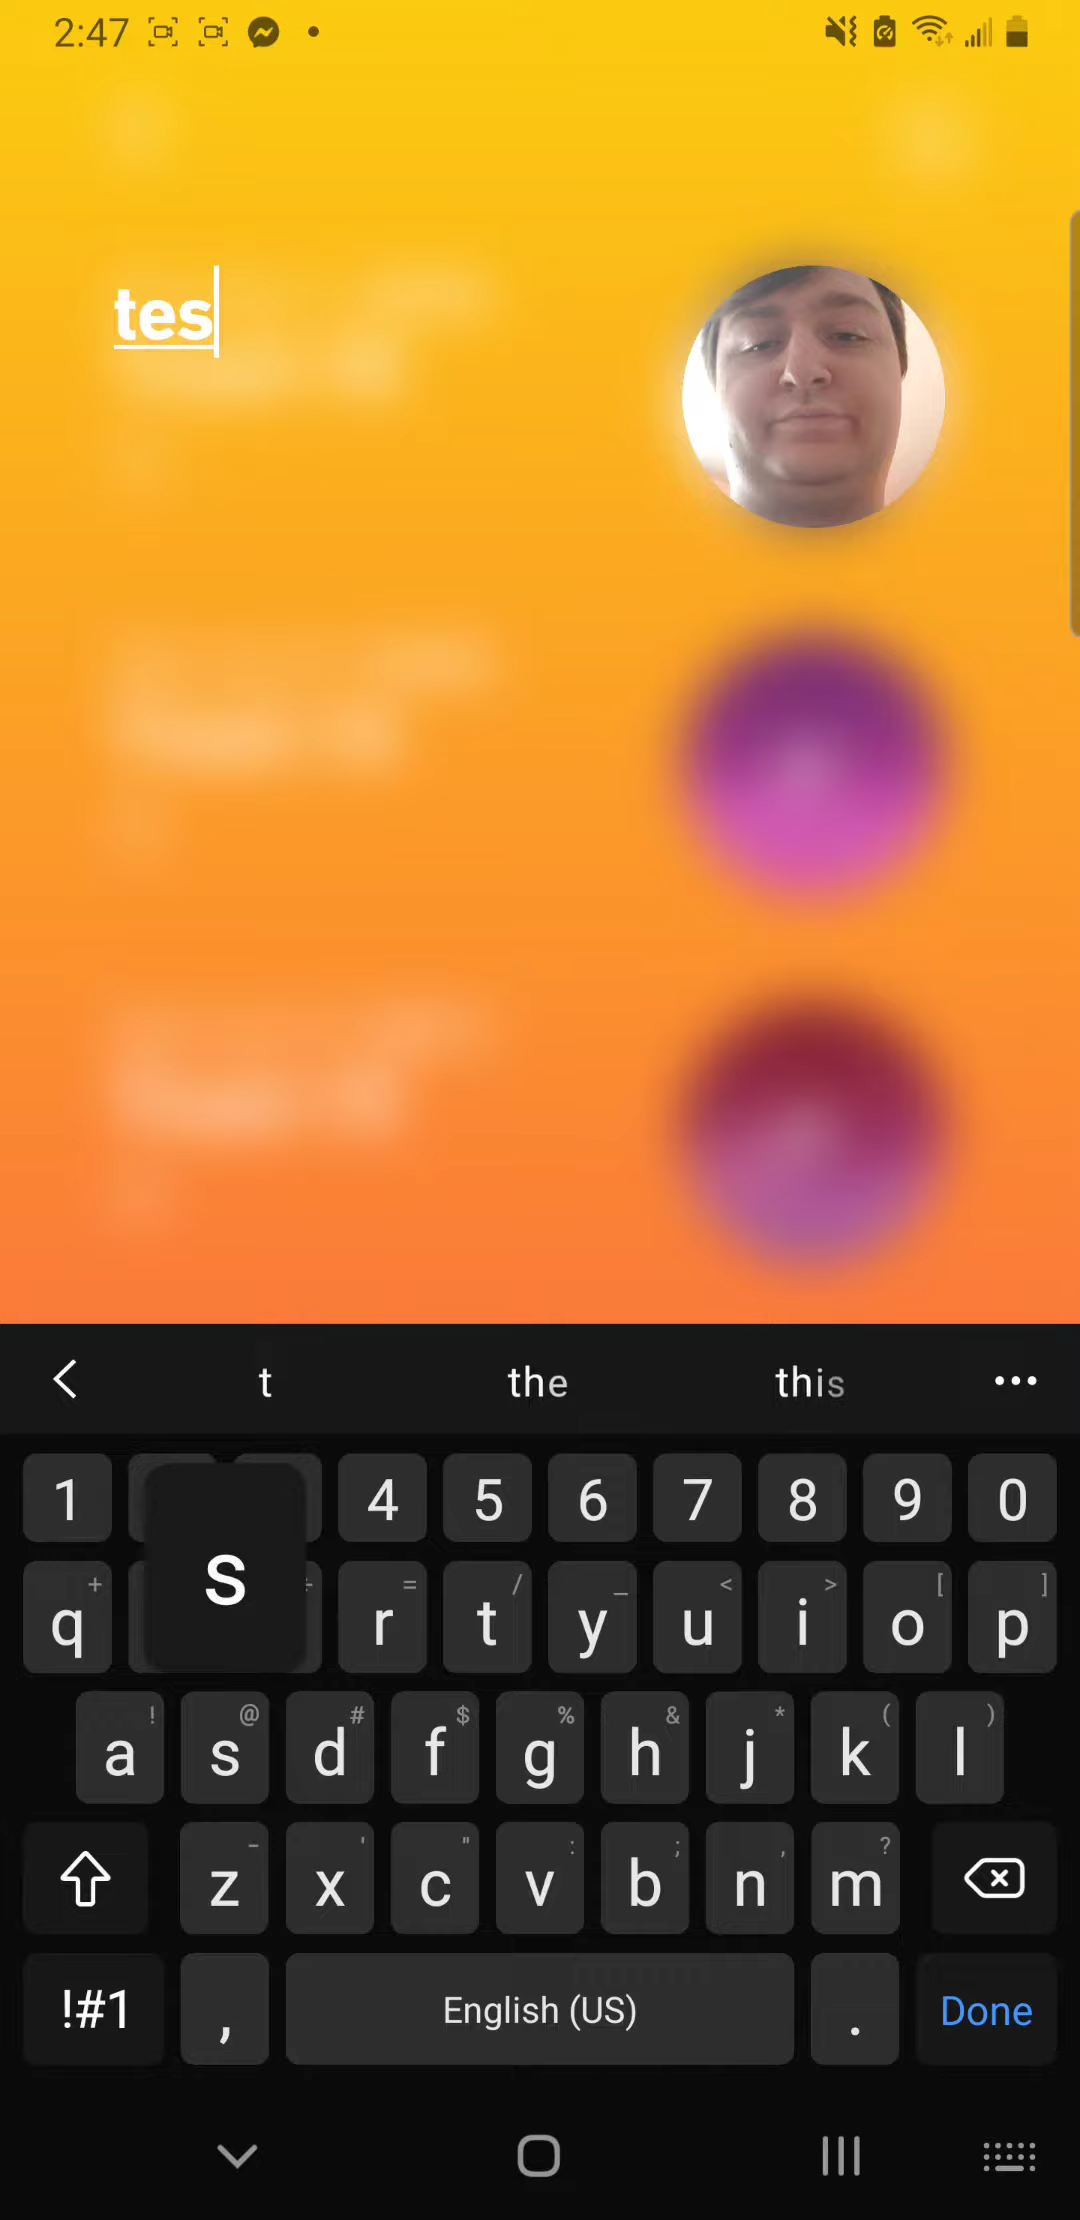 2:47
tes
t the this
1 4 5 6 7 8 9 0
+ ÷ = / _ < > [ ]
q s r t y u i o p
! @ # $ % & * ( )
a s d f g h j k l
- ' " : ; , ?
z x c v b n m
!#1 , English (US) . Done